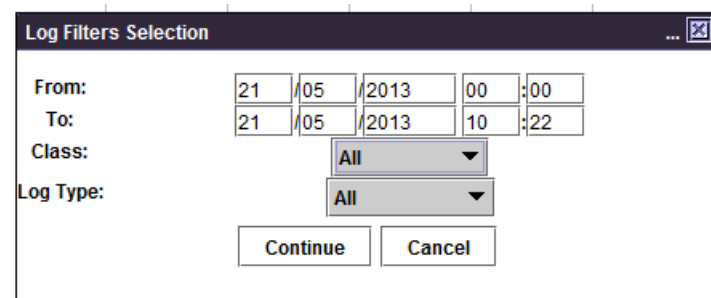 Log Filters Selection ...
From: 21 /05 /2013 00 :00
To: 21 /05 /2013 10 :22
Class: All
Log Type: All
Continue Cancel